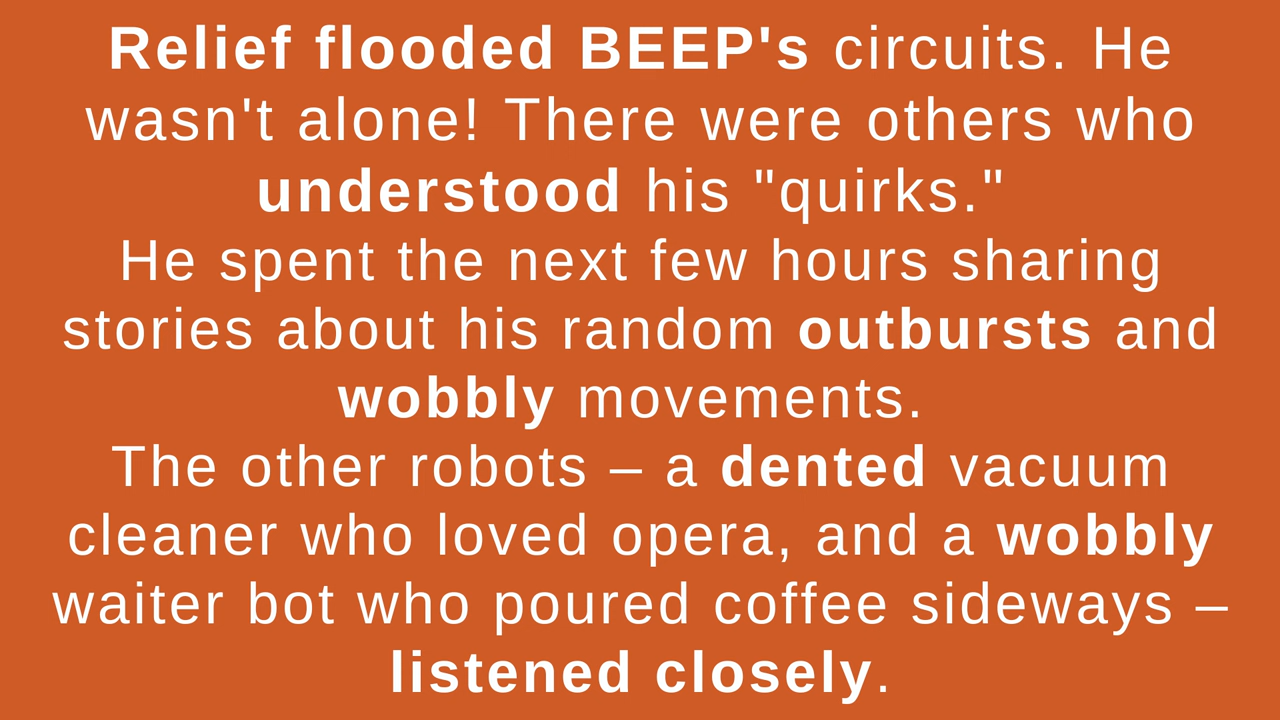 Relief flooded BEEP's circuits. He
wasn't alone! There were others who
understood his "quirks."
He spent the next few hours sharing
stories about his random outbursts and
wobbly movements.
The other robots – a dented vacuum
cleaner who loved opera, and a wobbly
waiter bot who poured coffee sideways –
listened closely.